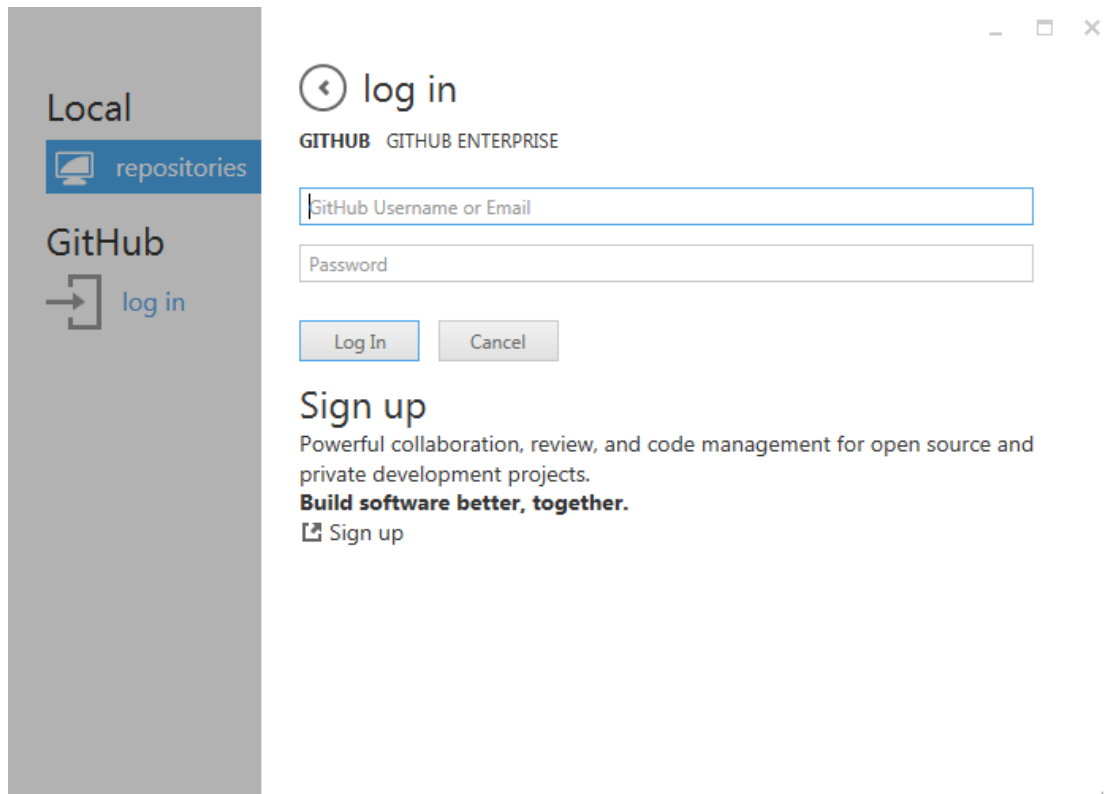 Local
repositories
GitHub
log in
log in
GITHUB GITHUB ENTERPRISE
GitHub Username or Email
Password
Log In Cancel
Sign up
Powerful collaboration, review, and code management for open source and
private development projects.
Build software better, together.
Sign up